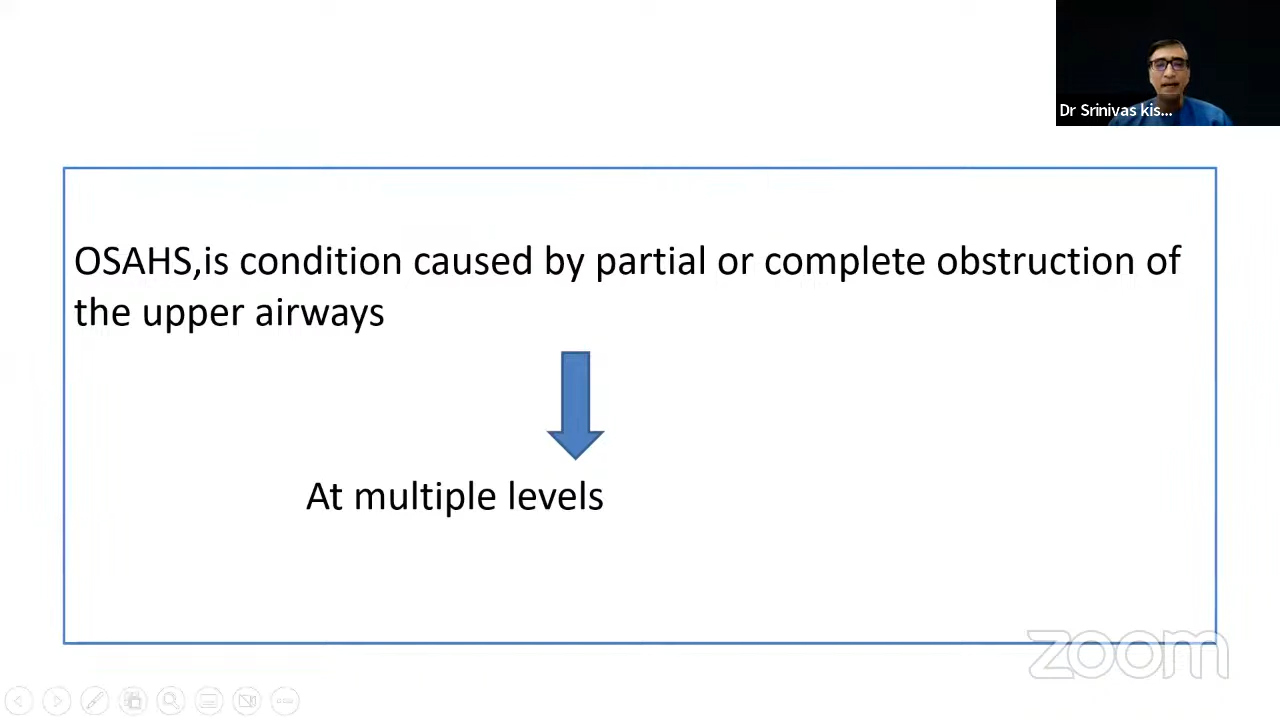 Dr Srinivas kis...
OSAHS,is condition caused by partial or complete obstruction of
the upper airways
At multiple levels
zoom